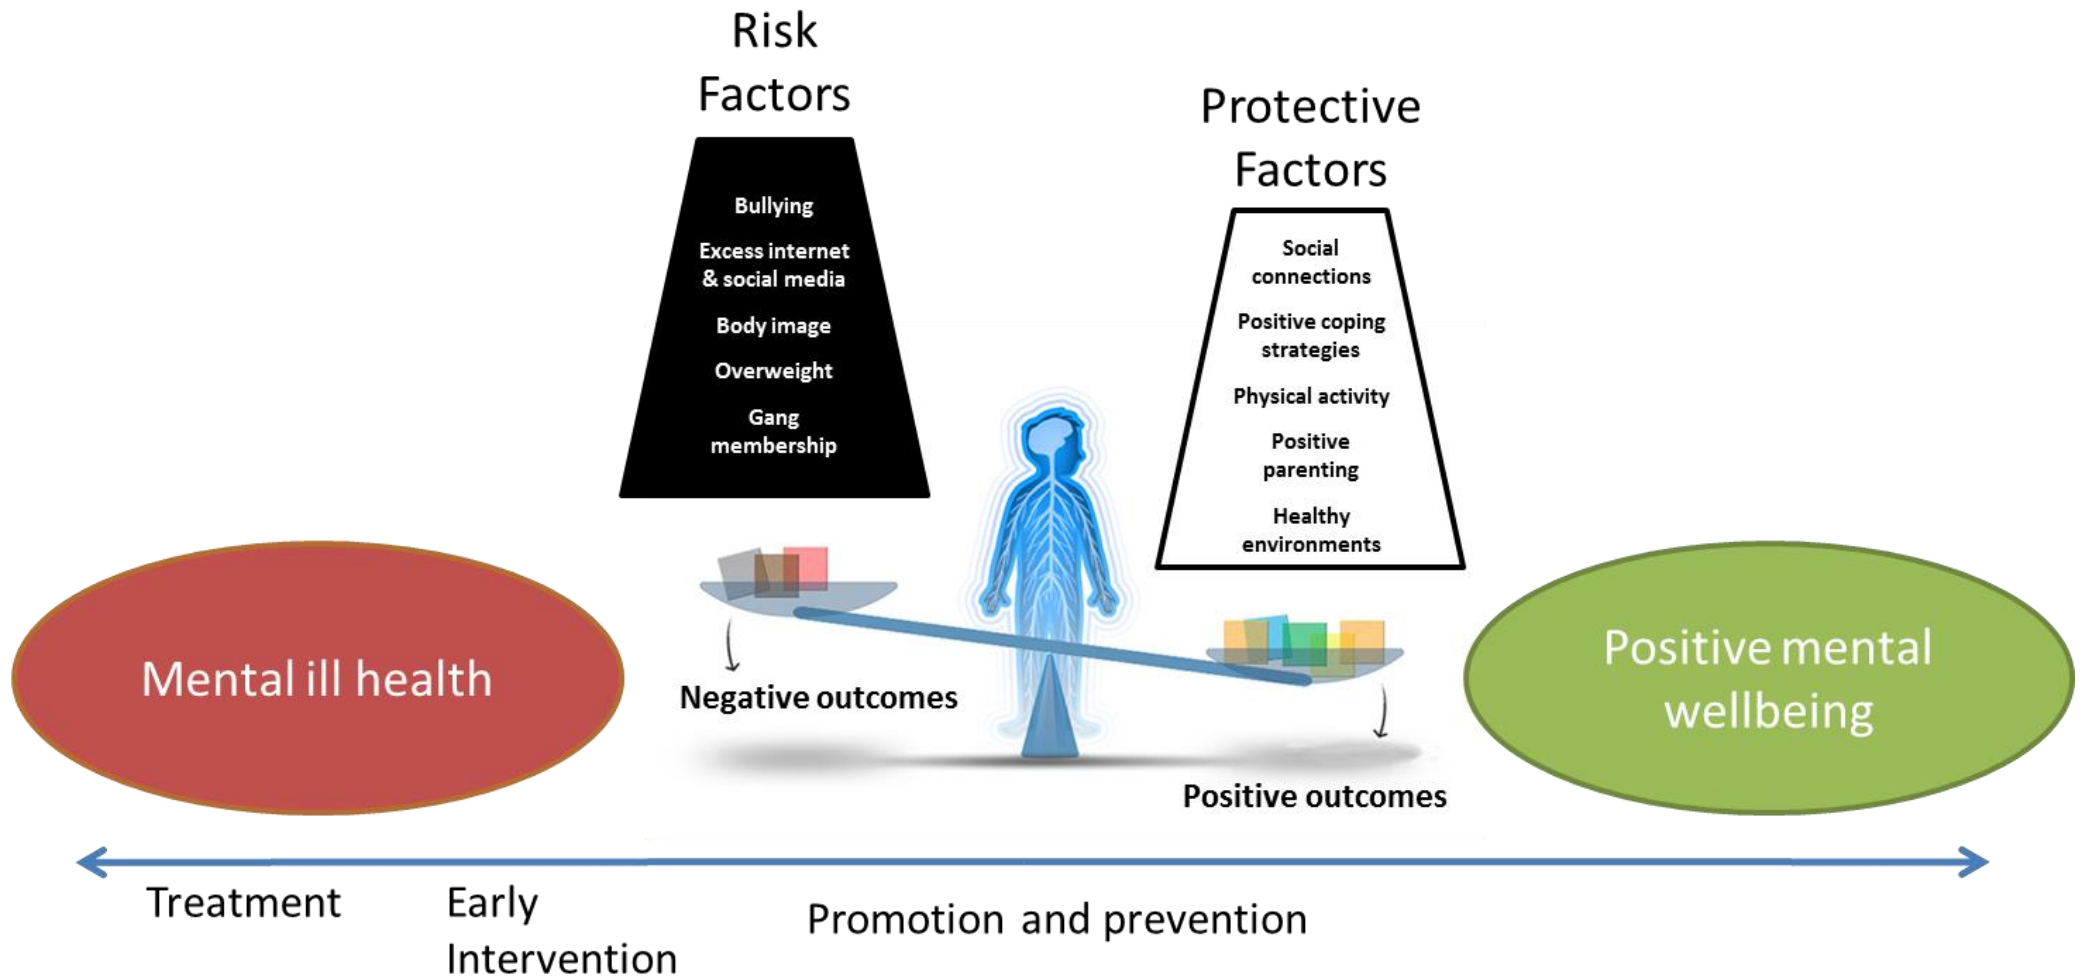 Risk
Factors
Bullying
Excess internet
& social media
Body image
Overweight
Gang
membership
Protective
Factors
Social
connections
Positive coping
strategies
Physical activity
Positive
parenting
Healthy
environments
Mental ill health
Negative outcomes
Positive outcomes
Positive mental
wellbeing
Treatment
Early
Intervention
Promotion and prevention